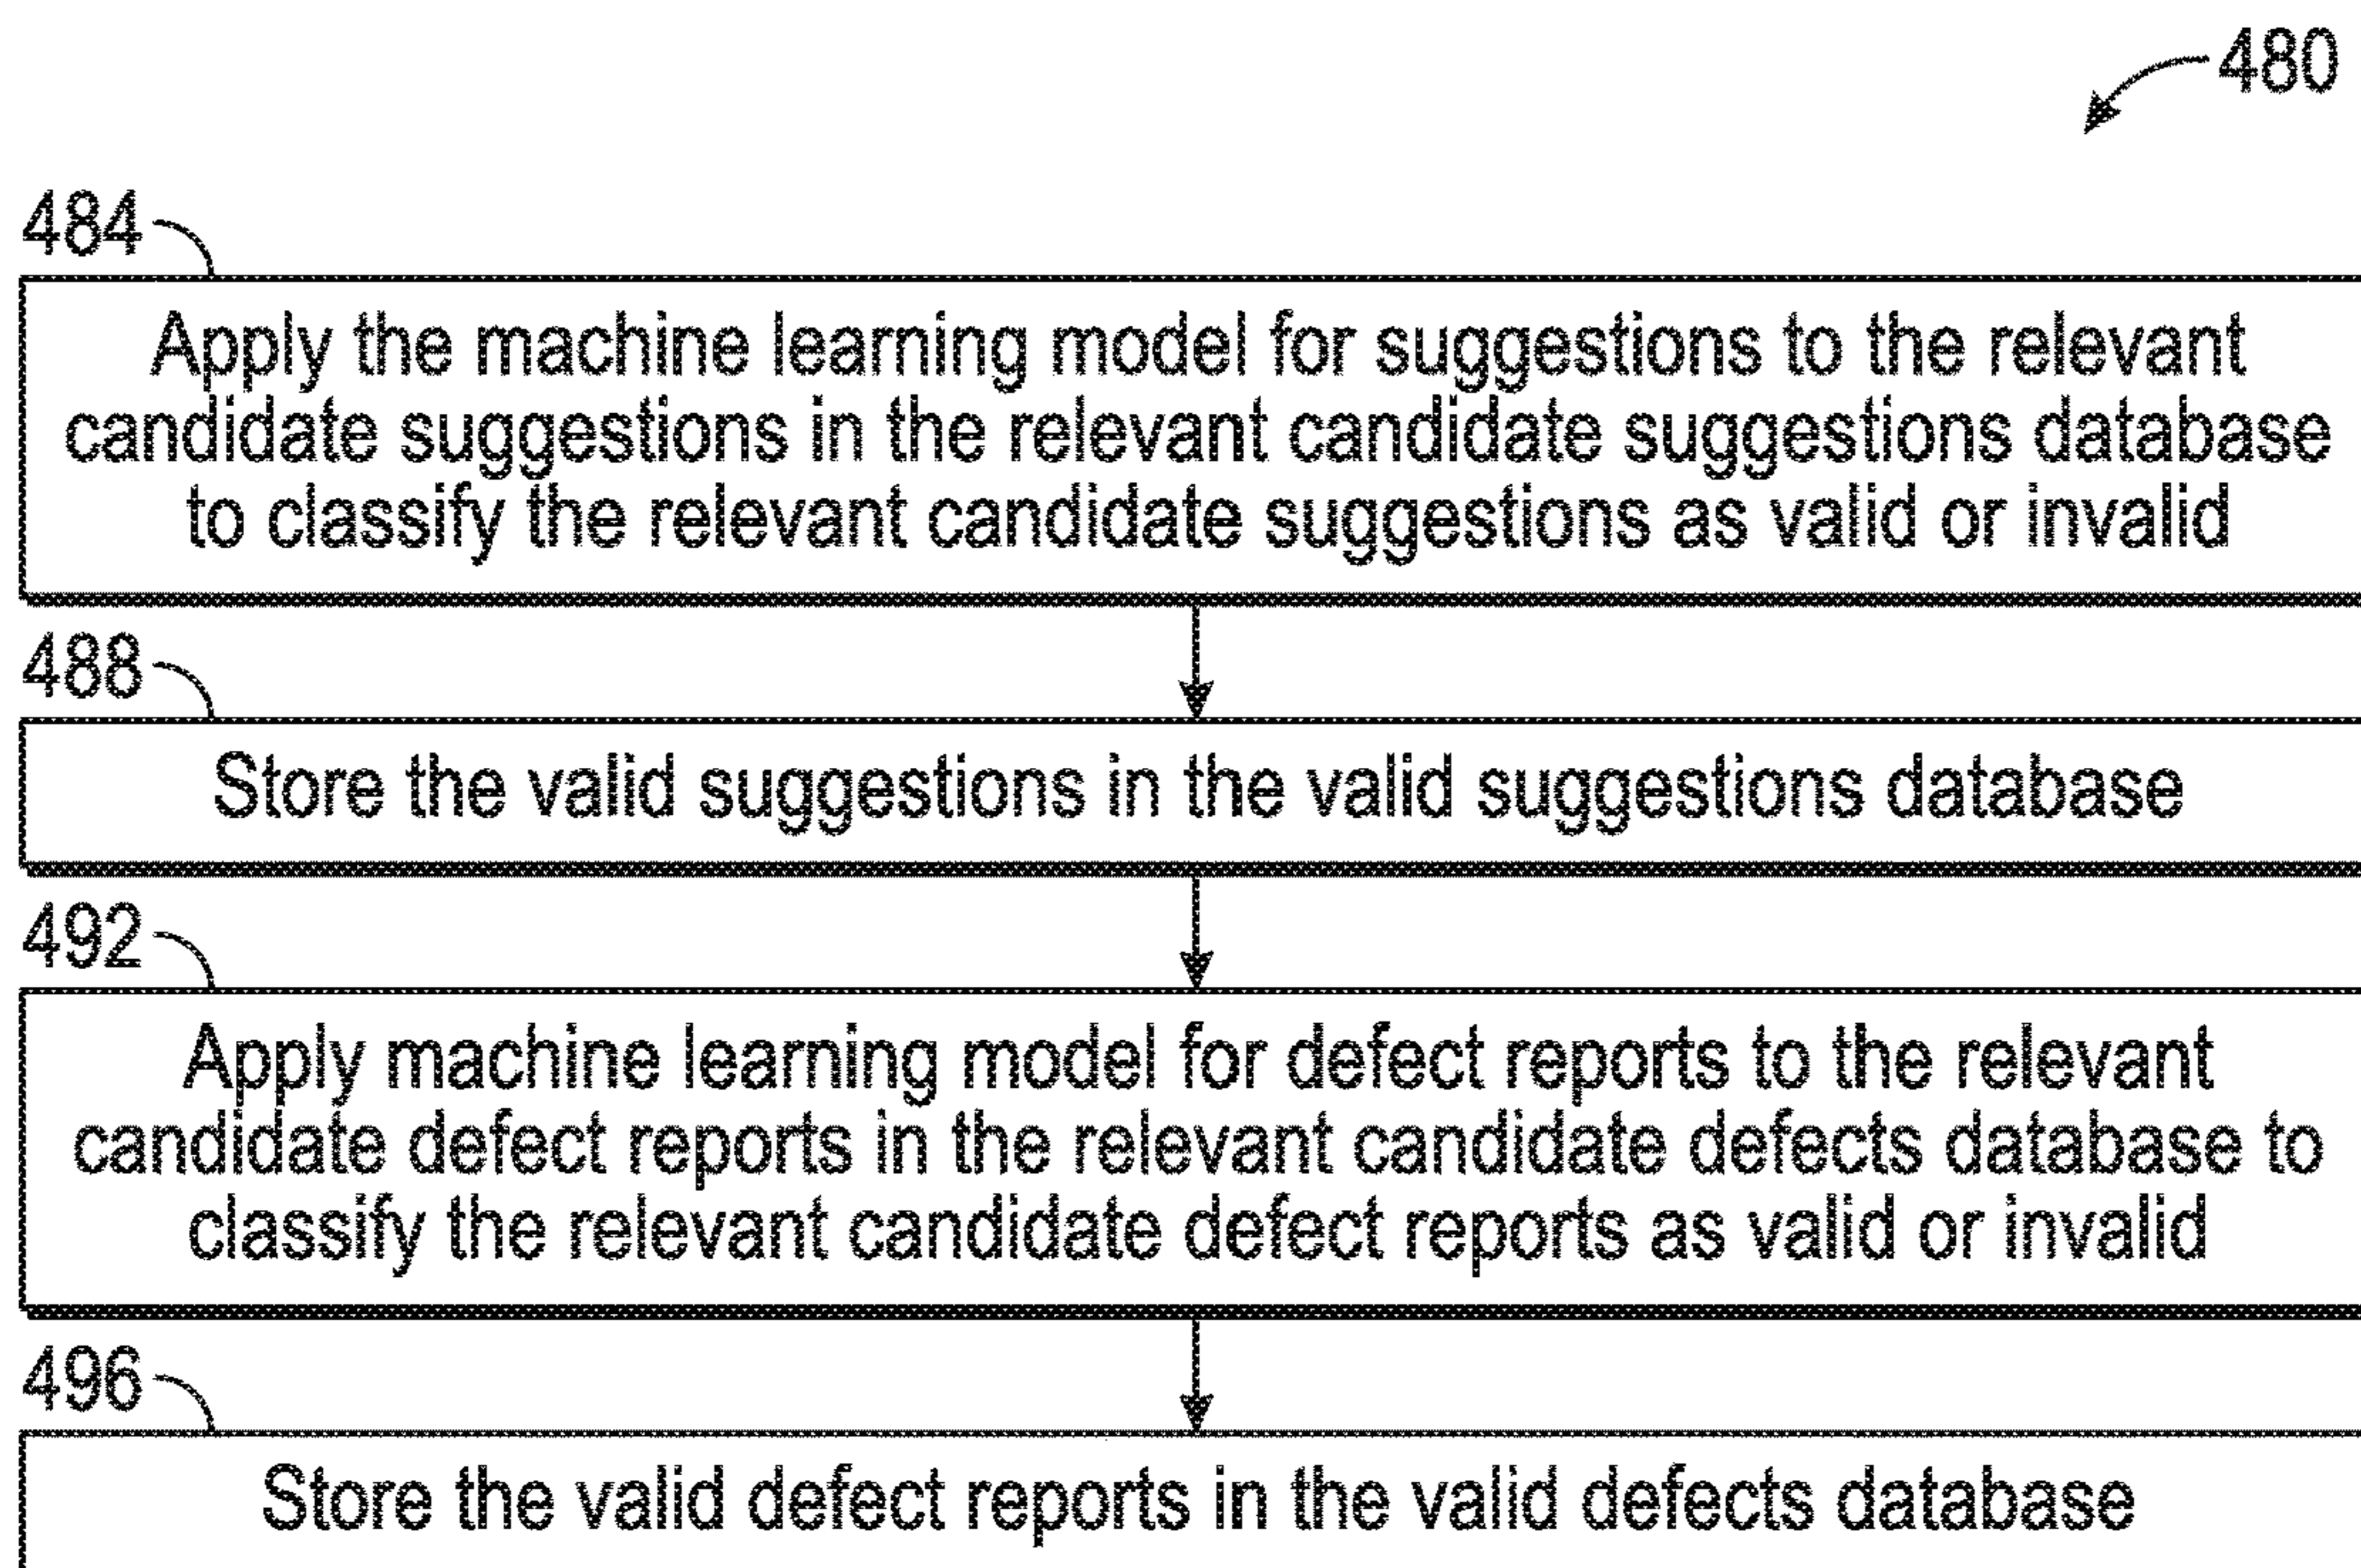 480
484
Apply the machine learning model for suggestions to the relevant
candidate suggestions in the relevant candidate suggestions database
to classify the relevant candidate suggestions as valid or invalid
488
Store the valid suggestions in the valid suggestions database
492
Apply machine learning model for defect reports to the relevant
candidate defect reports in the relevant candidate defects database to
classify the relevant candidate defect reports as valid or invalid
496
Store the valid defect reports in the valid defects database